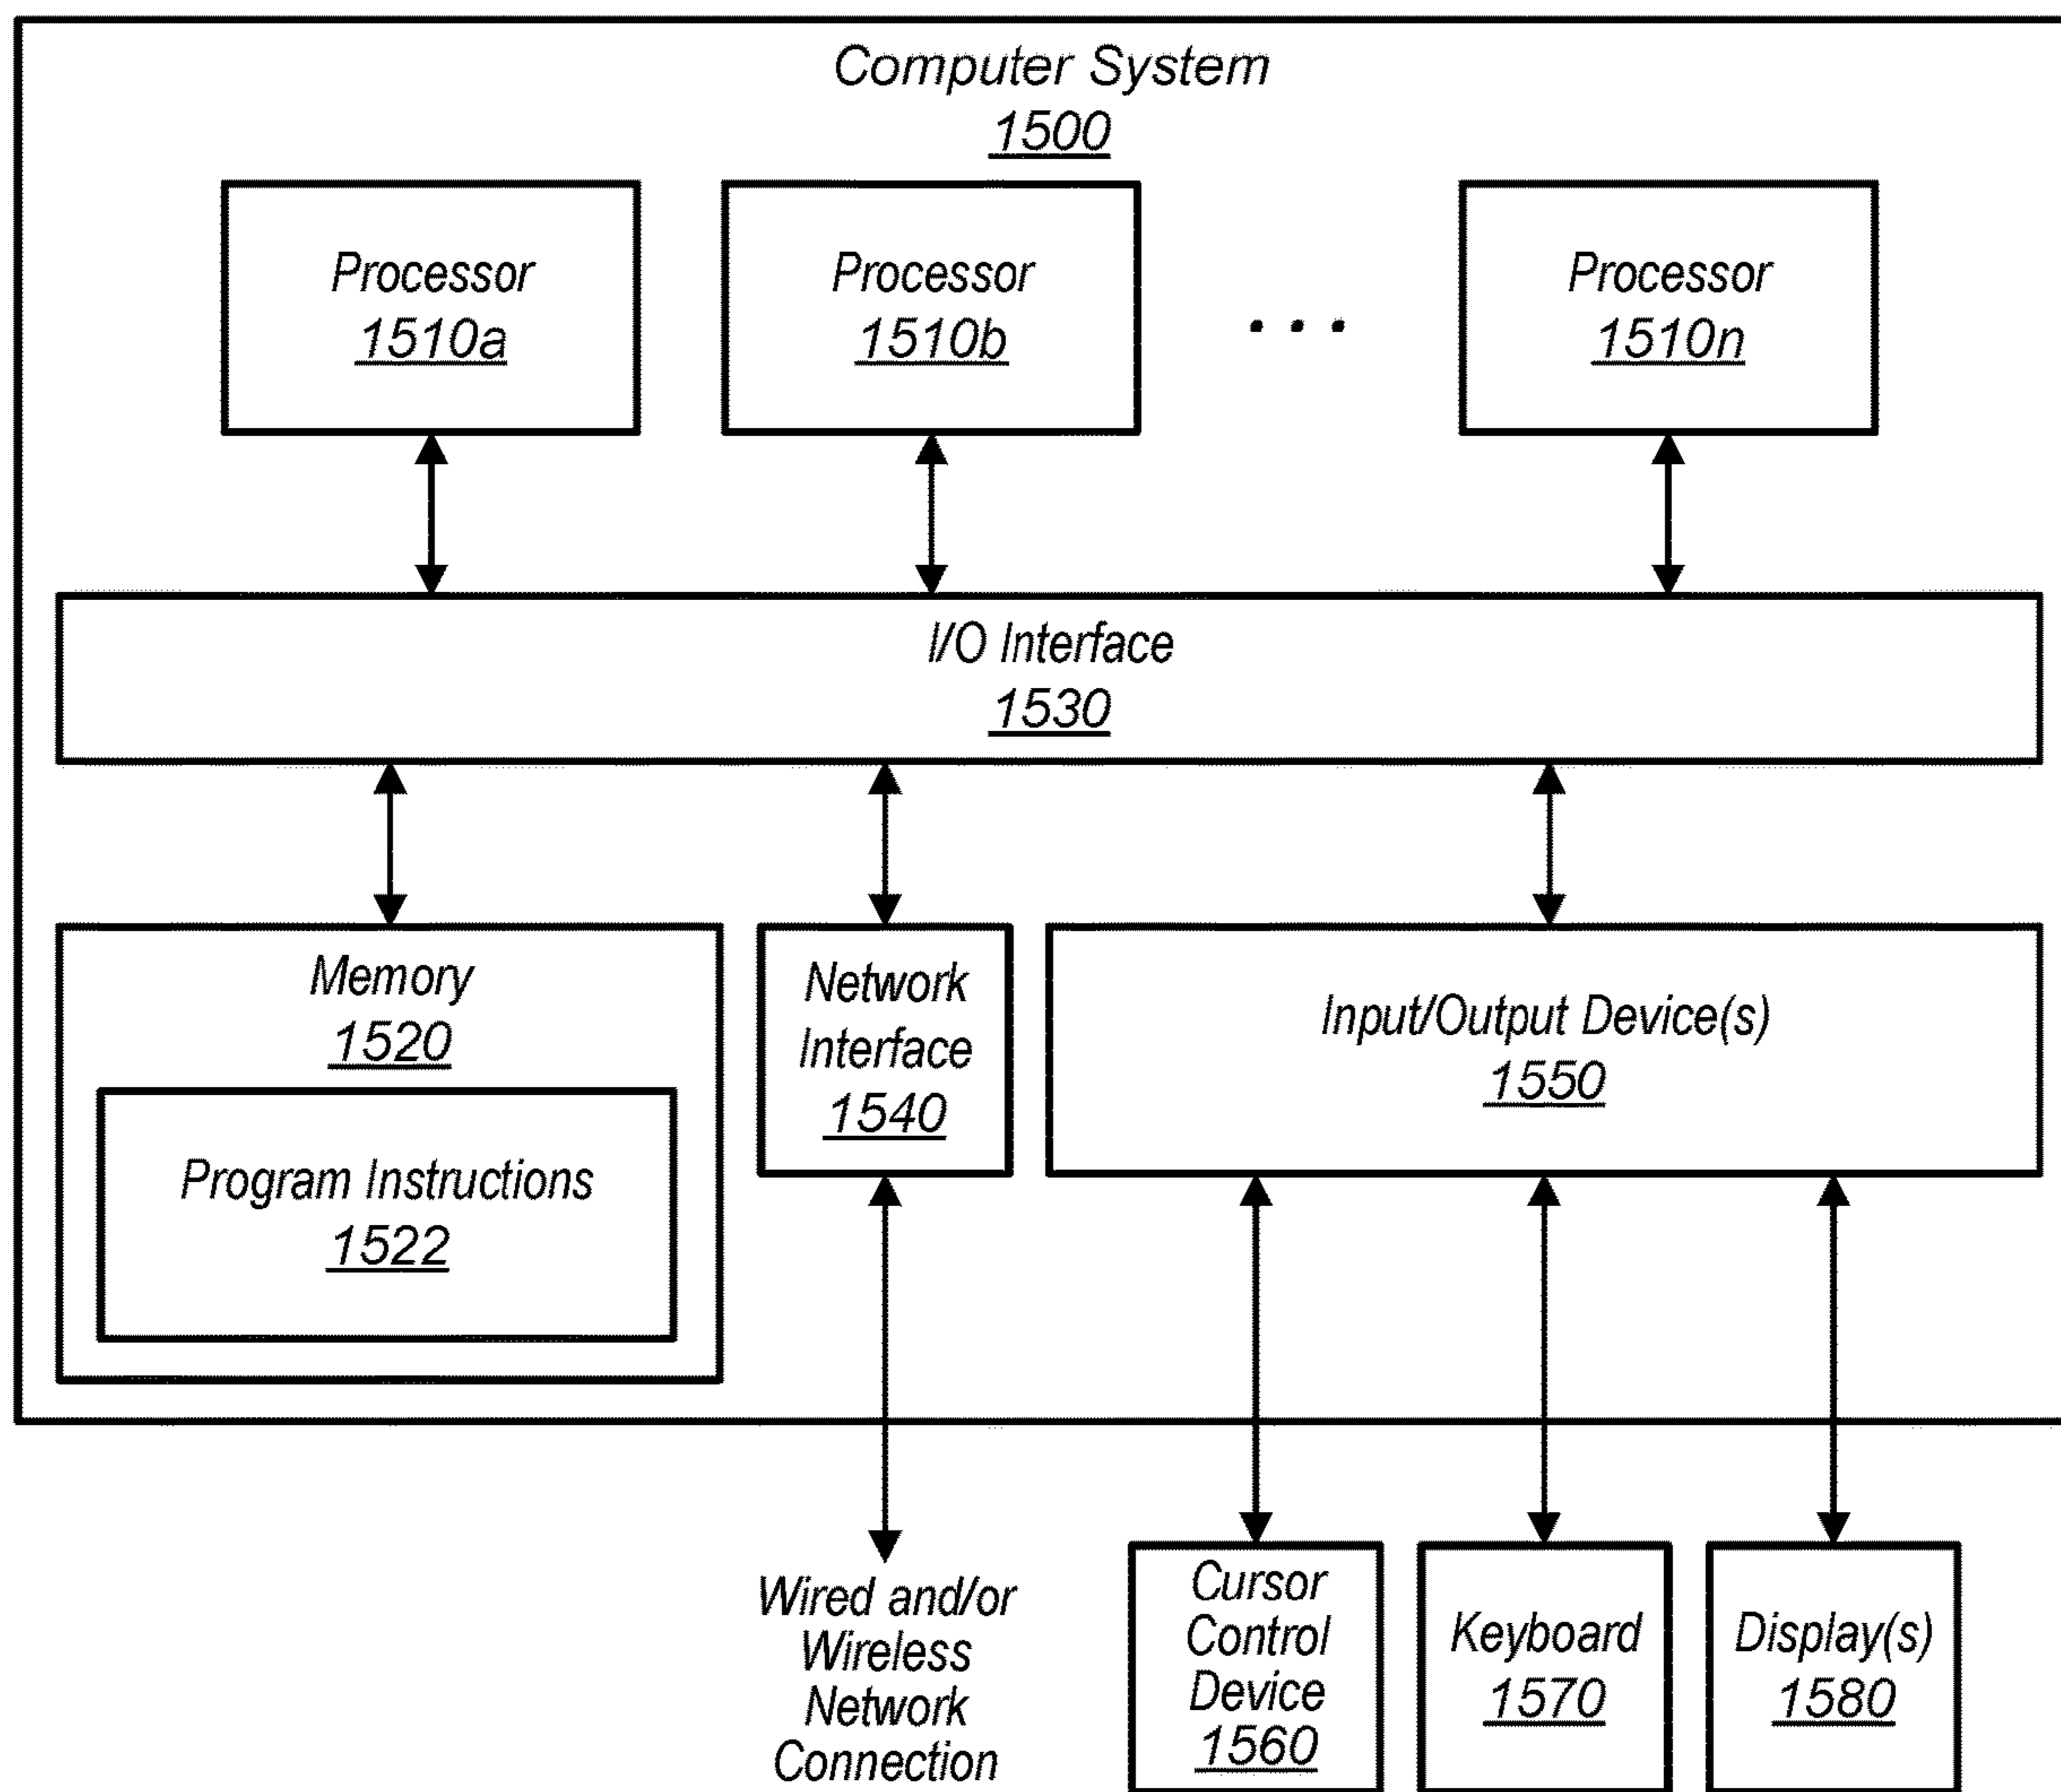 Computer System
1500
Processor
1510a
Processor
1510b
. . .
Processor
1510n
I/O Interface
1530
Memory
1520
Program Instructions
1522
Network
Interface
1540
Input/Output Device(s)
1550
Wired and/or
Wireless
Network
Connection
Cursor
Control
Device
1560
Keyboard
1570
Display(s)
1580